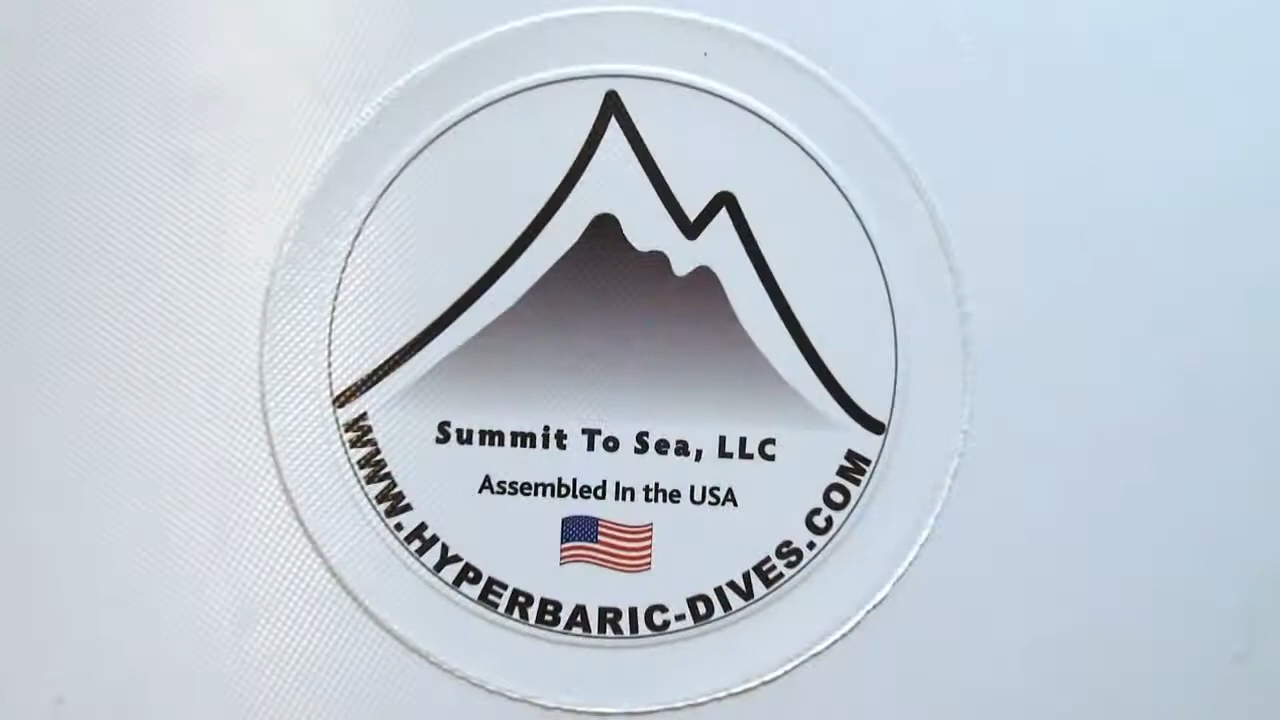 Summit To Sea, LLC
Assembled In the USA
WWW.HYPERBARIC-DIVES.COM